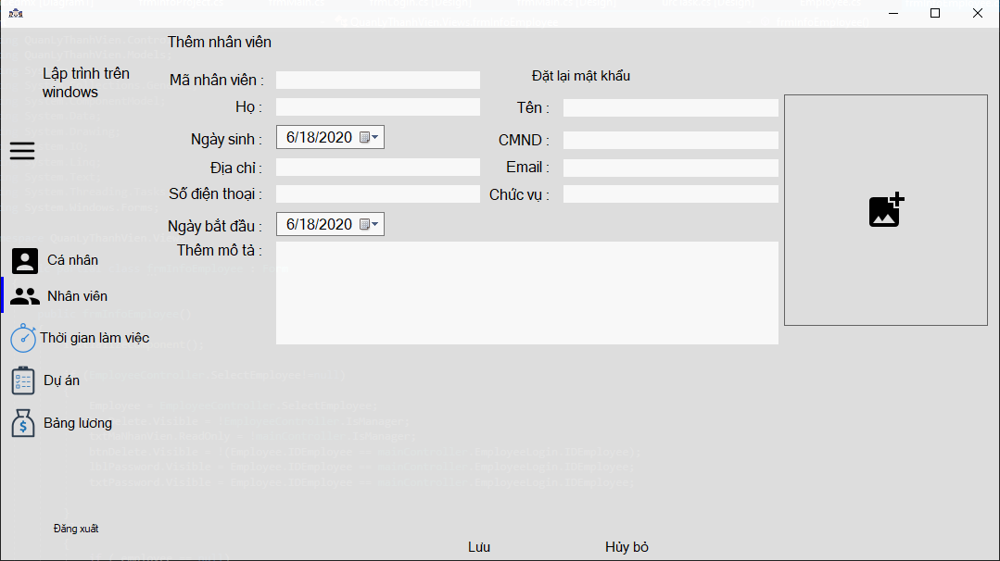 Thêm nhân viên
Lập trình trên
windows
Mã nhân viên :
Đặt lại mật khẩu
Họ :
Tên :
Ngày sinh :
6/18/2020
CMND :
Địa chỉ :
Email :
Số điện thoại :
Chức vụ :
Ngày bắt đầu :
6/18/2020
Thêm mô tả :
Cá nhân
Nhân viên
Thời gian làm việc
Dự án
Bảng lương
Đăng xuất
Lưu
Hủy bỏ